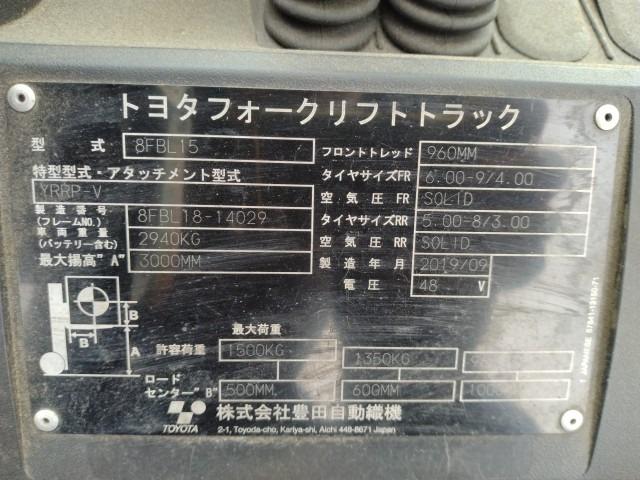 トヨタフォークリフトトラック
型式 8FBL15
特型型式・アタッチメント型式
YRRP-V
製造番号(フレームNO.) 8FBL18-14029
車両重量(バッテリー含む) 2940KG
最大揚高"A" 3000MM
フロントトレッド 960MM
タイヤサイズFR 6.00-9/4.00
空気圧FR SOLID
タイヤサイズRR 5.00-8/3.00
空気圧RR SOLID
製造年月 2019/09
電圧 48 V
B
B A
最大荷重
許容荷重 1500KG 1350KG
ロードセンター"B" 500MM 600MM
TOYOTA 株式会社豊田自動織機
2-1, Toyoda-cho, Kariya-shi, Aichi 448-8671 Japan
JAPANESE 57941-13150-71